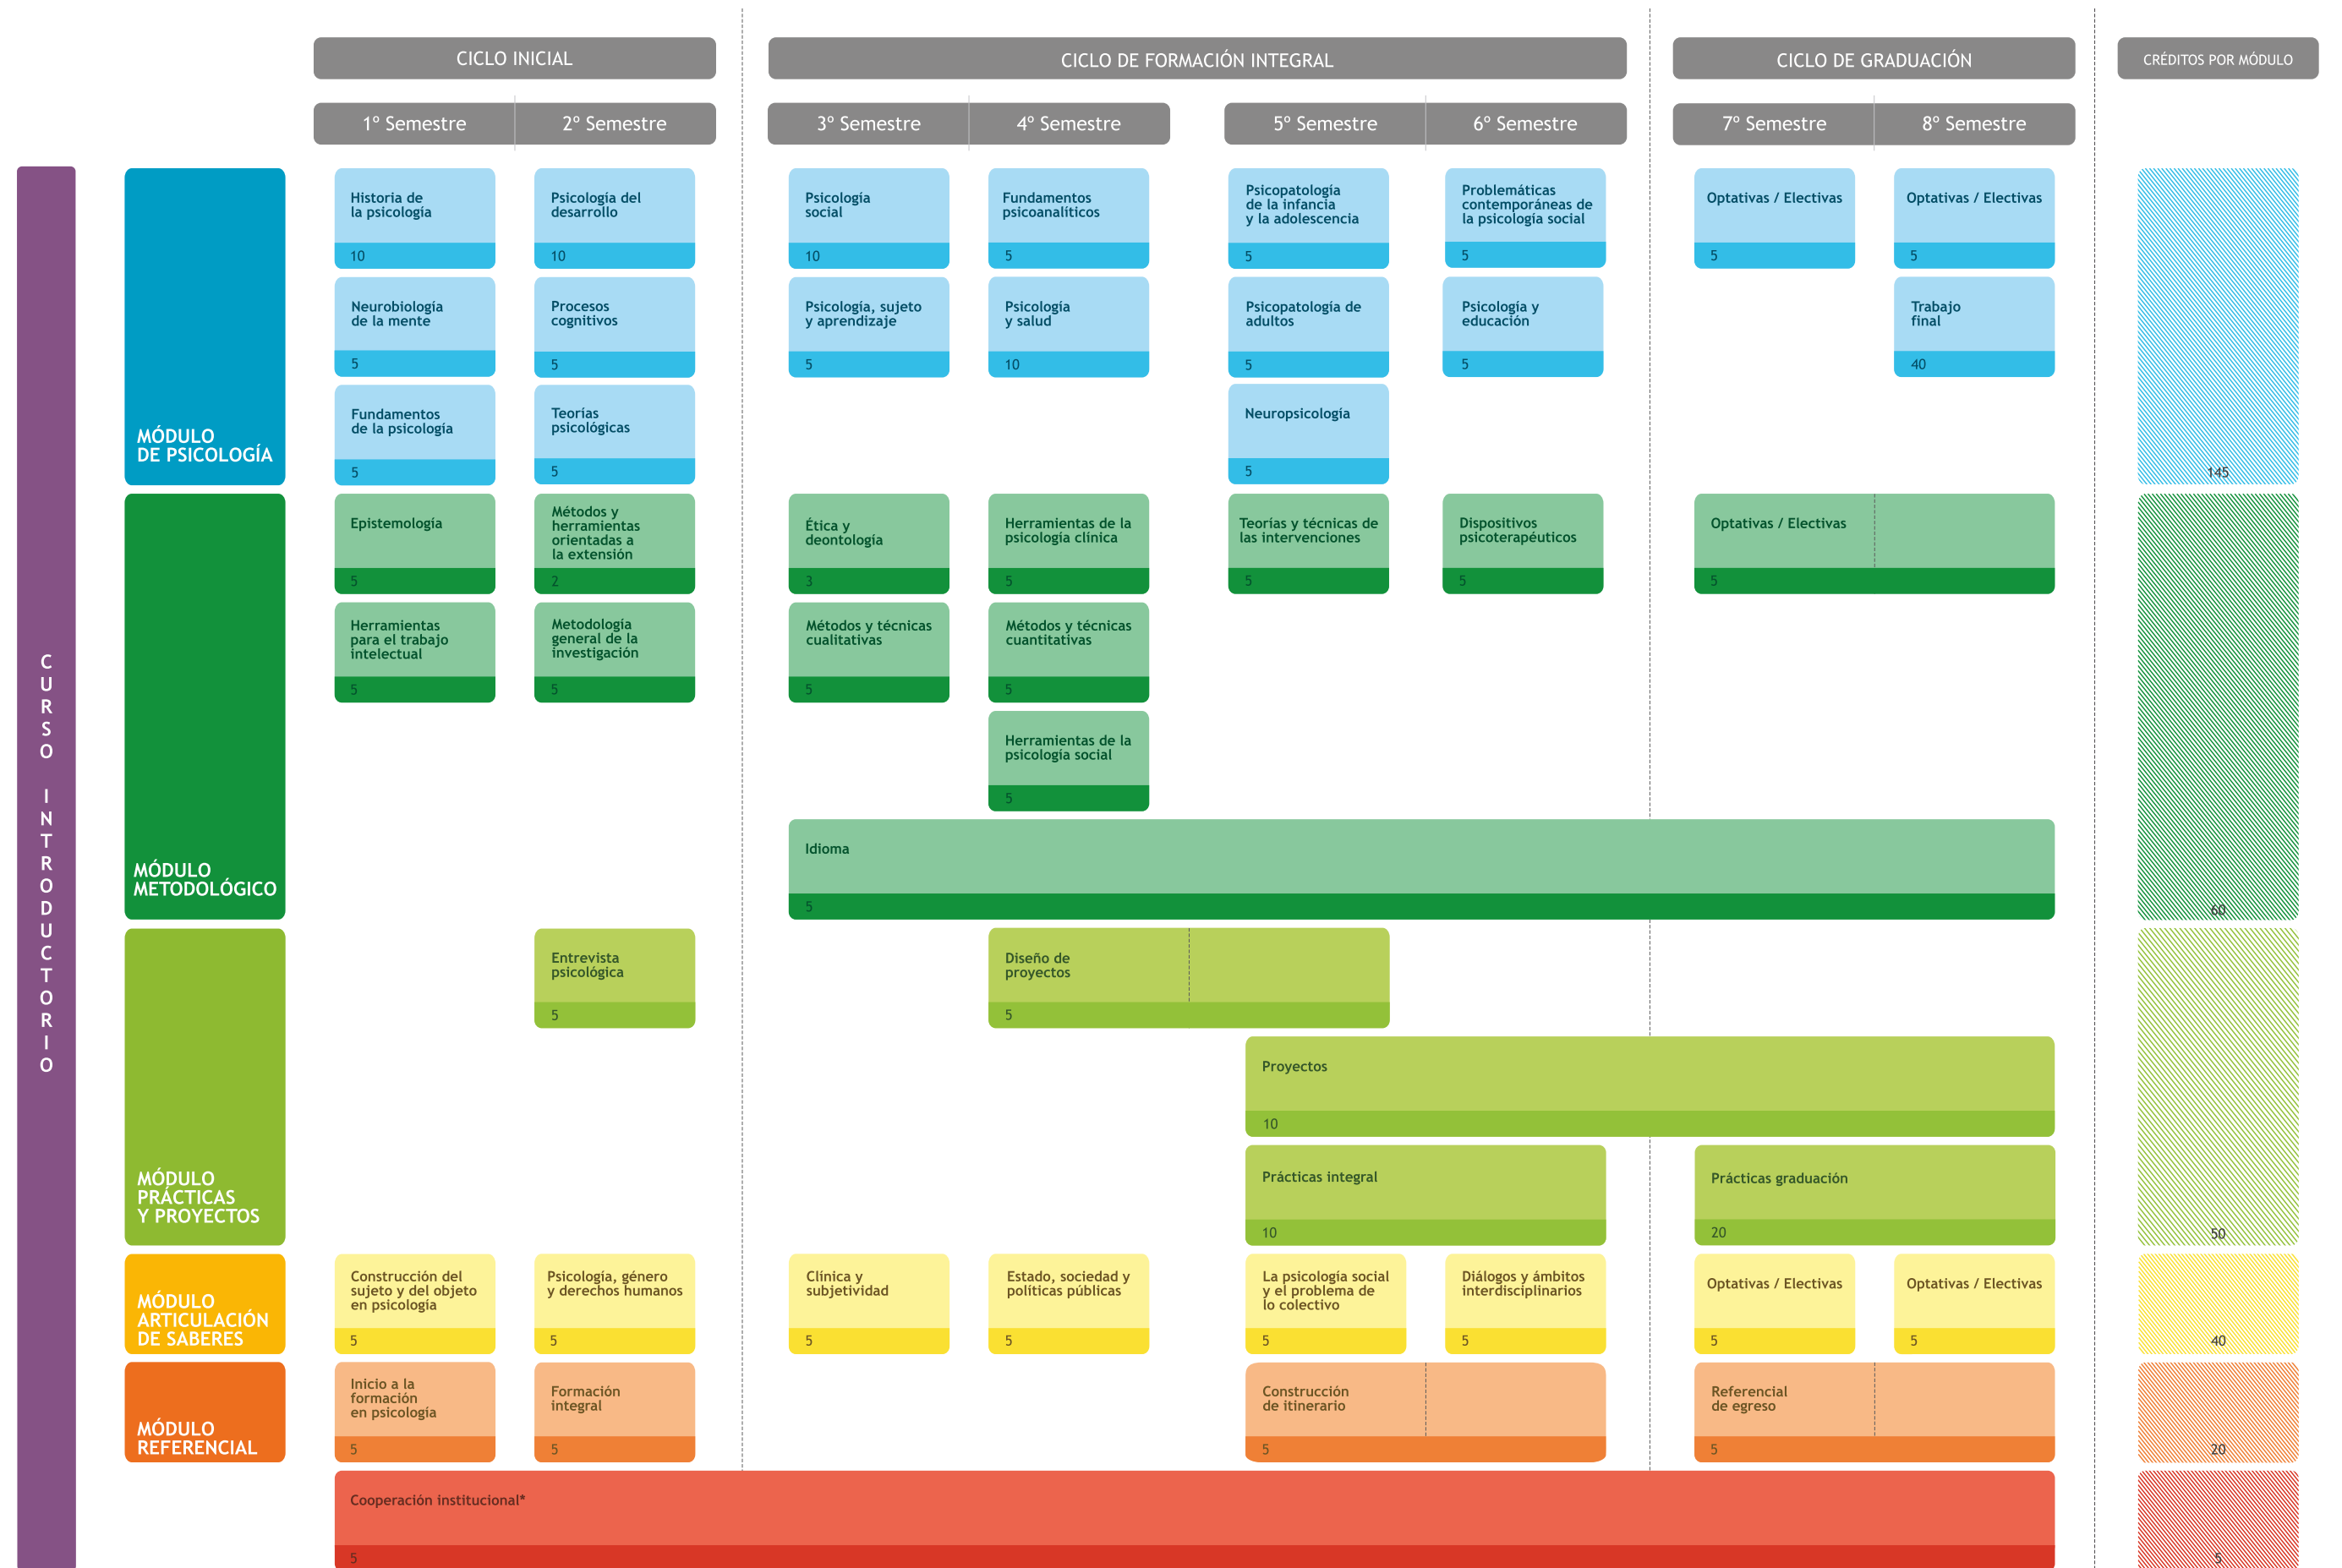 CICLO INICIAL
CICLO DE FORMACIÓN INTEGRAL
CICLO DE GRADUACIÓN
CRÉDITOS POR MÓDULO
1º Semestre
2º Semestre
3º Semestre
4º Semestre
5º Semestre
6º Semestre
7º Semestre
8º Semestre
CURSO INTRODUCTORIO
MÓDULO
DE PSICOLOGÍA
Historia de
la psicología
10
Psicología del
desarrollo
10
Psicología
social
10
Fundamentos
psicoanalíticos
5
Psicopatología
de la infancia
y la adolescencia
5
Problemáticas
contemporáneas de
la psicología social
5
Optativas / Electivas
5
Optativas / Electivas
5
Neurobiología
de la mente
5
Procesos
cognitivos
5
Psicología, sujeto
y aprendizaje
5
Psicología
y salud
10
Psicopatología de
adultos
5
Psicología y
educación
5
Trabajo
final
40
Fundamentos
de la psicología
5
Teorías
psicológicas
5
Neuropsicología
5
145
MÓDULO
METODOLÓGICO
Epistemología
5
Métodos y
herramientas
orientadas a
la extensión
2
Ética y
deontología
3
Herramientas de la
psicología clínica
5
Teorías y técnicas de
las intervenciones
5
Dispositivos
psicoterapéuticos
5
Optativas / Electivas
5
Herramientas
para el trabajo
intelectual
5
Metodología
general de la
investigación
5
Métodos y técnicas
cualitativas
5
Métodos y técnicas
cuantitativas
5
Herramientas de la
psicología social
5
Idioma
5
60
MÓDULO
PRÁCTICAS
Y PROYECTOS
Entrevista
psicológica
5
Diseño de
proyectos
5
Proyectos
10
Prácticas integral
10
Prácticas graduación
20
50
MÓDULO
ARTICULACIÓN
DE SABERES
Construcción del
sujeto y del objeto
en psicología
5
Psicología, género
y derechos humanos
5
Clínica y
subjetividad
5
Estado, sociedad y
políticas públicas
5
La psicología social
y el problema de
lo colectivo
5
Diálogos y ámbitos
interdisciplinarios
5
Optativas / Electivas
5
Optativas / Electivas
5
40
MÓDULO
REFERENCIAL
Inicio a la
formación
en psicología
5
Formación
integral
5
Construcción
de itinerario
5
Referencial
de egreso
5
20
Cooperación institucional*
5
5